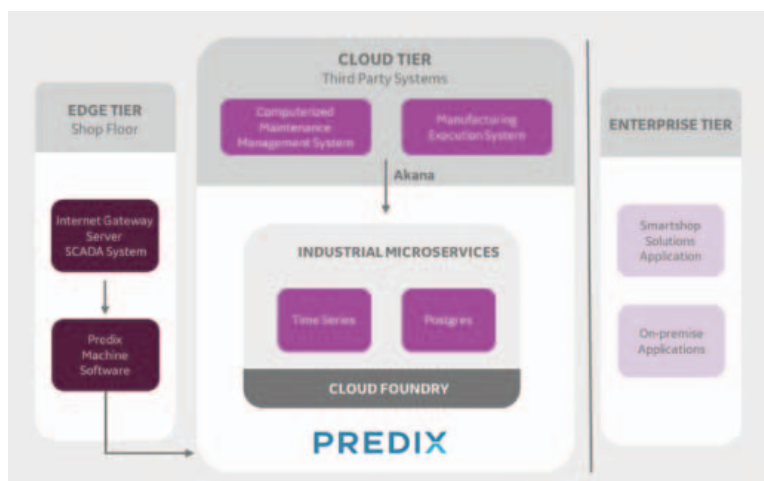 EDGE TIER
Shop Floor
Internet Gateway
Server
SCADA System
Predix
Machine
Software
CLOUD TIER
Third Party Systems
Computerized
Maintenance
Management System
Manufacturing
Execution System
Akana
INDUSTRIAL MICROSERVICES
Time Series
Postgres
CLOUD FOUNDRY
PREDIX
ENTERPRISE TIER
Smartshop
Solutions
Application
On-premise
Applications